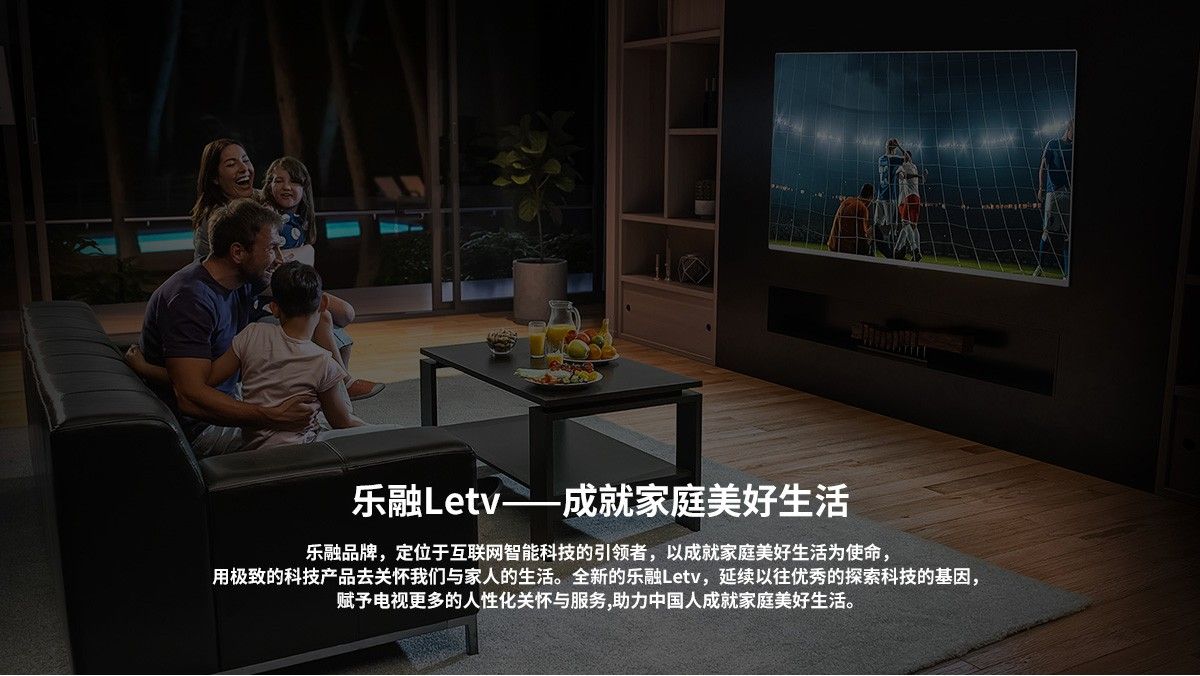 乐融Letv——成就家庭美好生活
乐融品牌，定位于互联网智能科技的引领者，以成就家庭美好生活为使命，
用极致的科技产品去关怀我们与家人的生活。全新的乐融Letv，延续以往优秀的探索科技的基因，
赋予电视更多的人性化关怀与服务,助力中国人成就家庭美好生活。